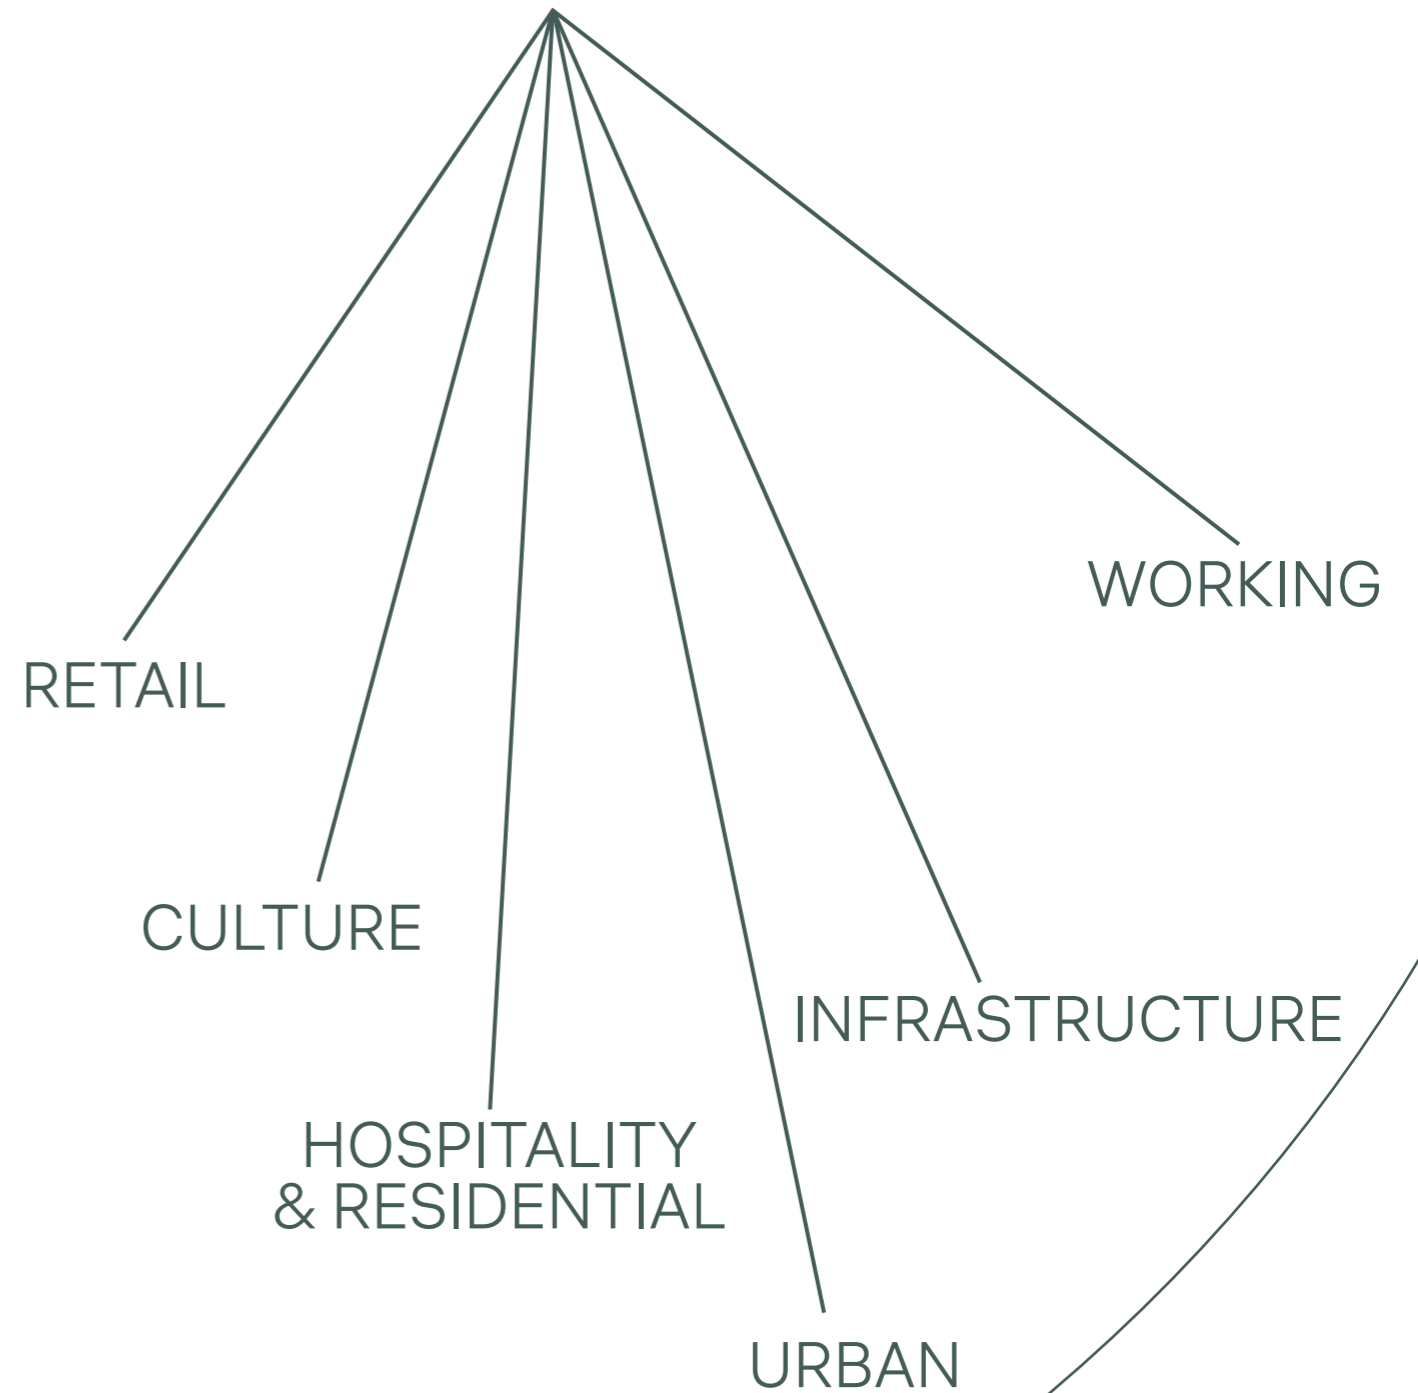 WORKING
RETAIL
CULTURE
INFRASTRUCTURE
HOSPITALITY
& RESIDENTIAL
URBAN